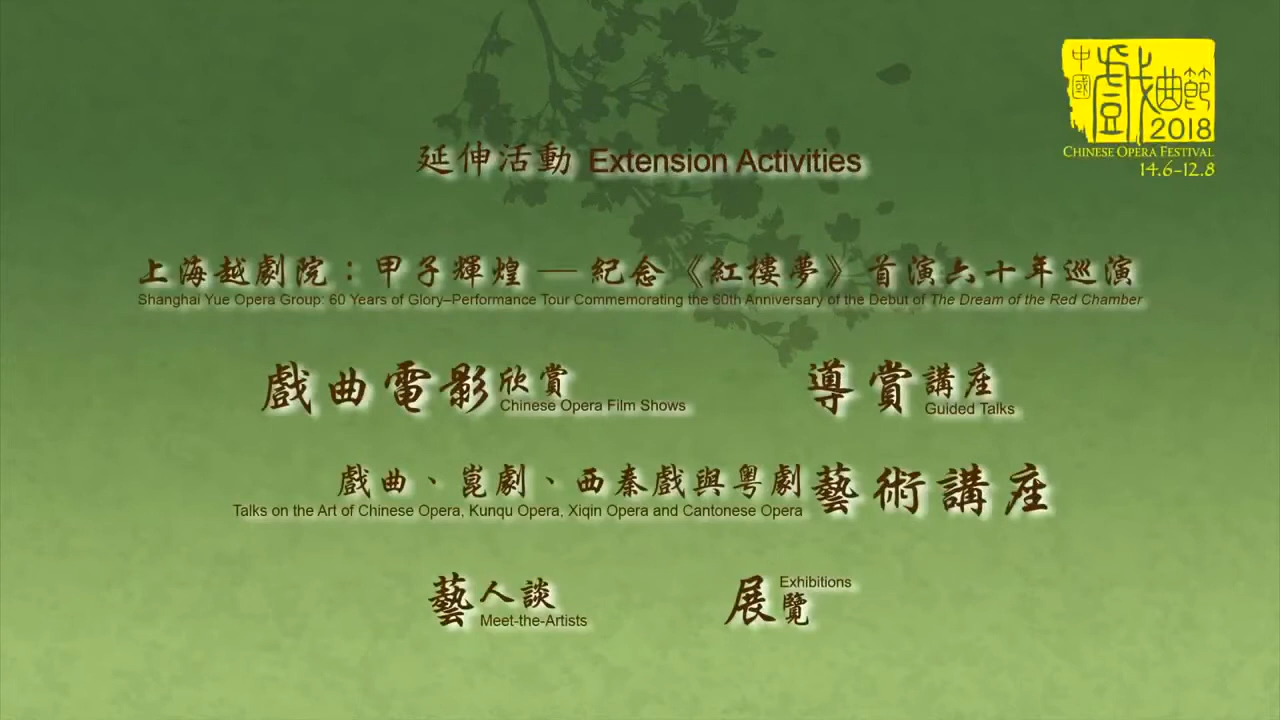 中國戲曲節
2018
CHINESE OPERA FESTIVAL
14.6-12.8
延伸活動 Extension Activities
上海越劇院：甲子輝煌 — 紀念《紅樓夢》首演六十年巡演
Shanghai Yue Opera Group: 60 Years of Glory–Performance Tour Commemorating the 60th Anniversary of the Debut of The Dream of the Red Chamber
戲曲電影欣賞
Chinese Opera Film Shows
導賞講座
Guided Talks
戲曲、崑劇、西秦戲與粵劇藝術講座
Talks on the Art of Chinese Opera, Kunqu Opera, Xiqin Opera and Cantonese Opera
藝人談
Meet-the-Artists
展覽
Exhibitions